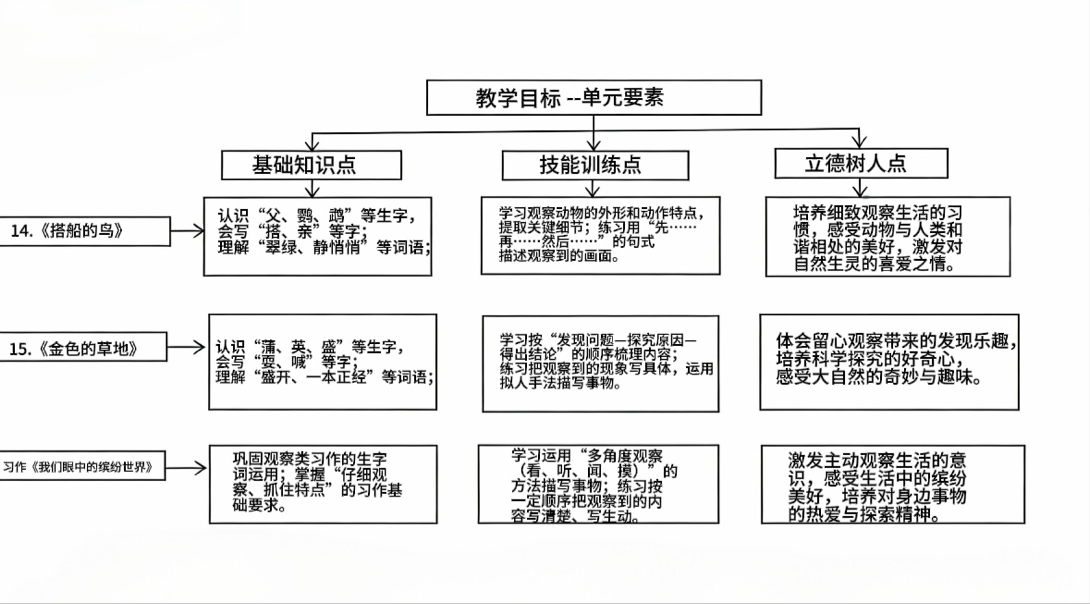 教学目标 --单元要素
基础知识点
技能训练点
立德树人点
14.《搭船的鸟》
认识“父、鹦、鹉”等生字，
会写“搭、亲”等字；
理解“翠绿、静悄悄”等词语；
学习观察动物的外形和动作特点，
提取关键细节；练习用“先……
再……然后……”的句式
描述观察到的画面。
培养细致观察生活的习
惯，感受动物与人类和
谐相处的美好，激发对
自然生灵的喜爱之情。
15.《金色的草地》
认识“蒲、英、盛”等生字，
会写“耍、喊”等字；
理解“盛开、一本正经”等词语；
学习按“发现问题—探究原因—
得出结论”的顺序梳理内容；
练习把观察到的现象写具体，运用
拟人手法描写事物。
体会留心观察带来的发现乐趣，
培养科学探究的好奇心，
感受大自然的奇妙与趣味。
习作《我们眼中的缤纷世界》
巩固观察类习作的生字
词运用；掌握“仔细观
察、抓住特点”的习作基
础要求。
学习运用“多角度观察
（看、听、闻、摸）”的
方法描写事物；练习按
一定顺序把观察到的内
容写清楚、写生动。
激发主动观察生活的意
识，感受生活中的缤纷
美好，培养对身边事物
的热爱与探索精神。